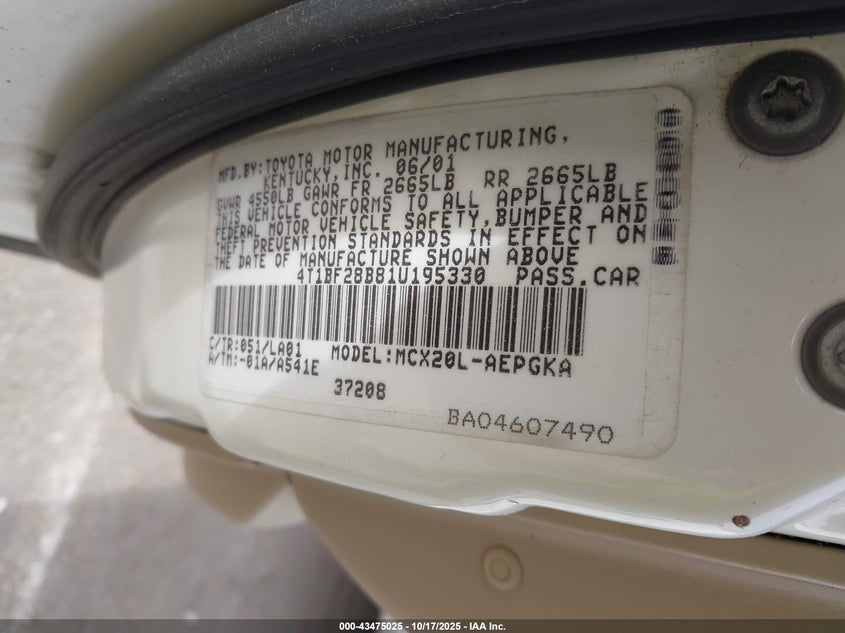 MFD.BY:TOYOTA MOTOR MANUFACTURING,
KENTUCKY,INC. 06/01
GVWR 4550LB GAWR FR 2665LB RR 2665LB
THIS VEHICLE CONFORMS TO ALL APPLICABLE
FEDERAL MOTOR VEHICLE SAFETY,BUMPER AND
THEFT PREVENTION STANDARDS IN EFFECT ON
THE DATE OF MANUFACTURE SHOWN ABOVE
4T1BF28B81U195330 PASS.CAR
C/TR:051/LA01 MODEL:MCX20L-AEPGKA
A/TM:-01A/A541E
37208
BA04607490
000-43475025 - 10/17/2025 - IAA Inc.